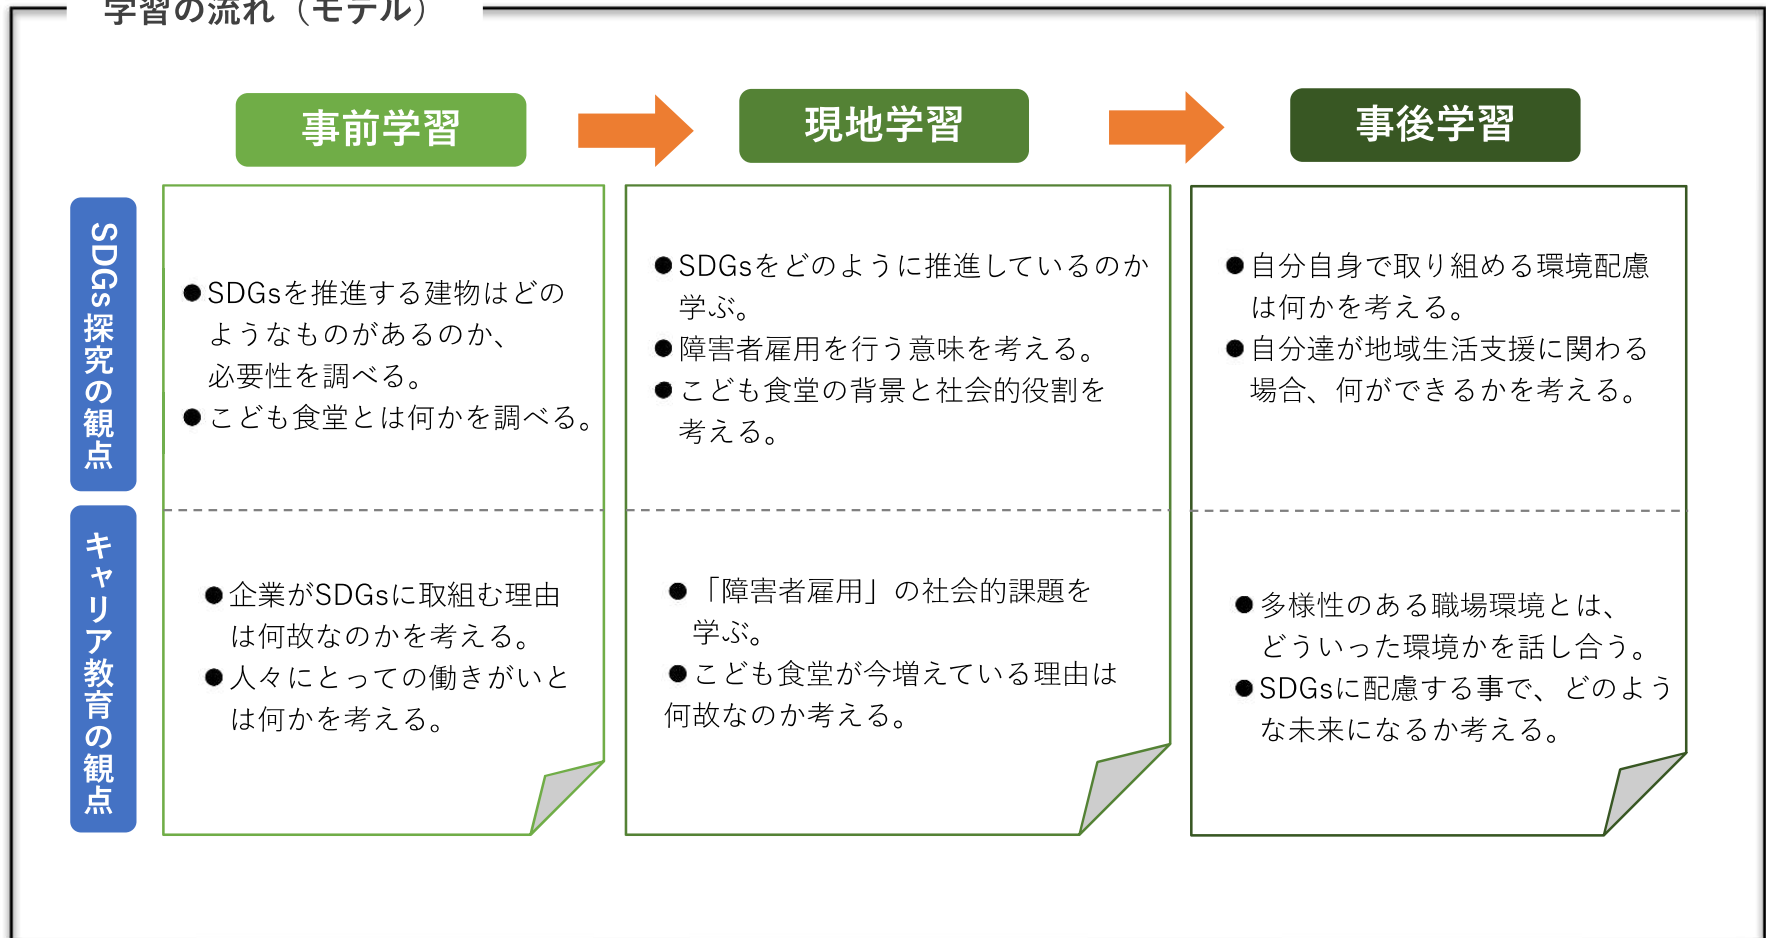 学習の流れ（モデル）
事前学習
現地学習
事後学習
SDGs探究の観点
●SDGsを推進する建物はどの
ようなものがあるのか、
必要性を調べる。
●こども食堂とは何かを調べる。
●SDGsをどのように推進しているのか
学ぶ。
●障害者雇用を行う意味を考える。
●こども食堂の背景と社会的役割を
考える。
●自分自身で取り組める環境配慮
は何かを考える。
●自分達が地域生活支援に関わる
場合、何ができるかを考える。
キャリア教育の観点
●企業がSDGsに取組む理由
は何故なのかを考える。
●人々にとっての働きがいと
は何かを考える。
●「障害者雇用」の社会的課題を
学ぶ。
●こども食堂が今増えている理由は
何故なのか考える。
●多様性のある職場環境とは、
どういった環境かを話し合う。
●SDGsに配慮する事で、どのよう
な未来になるか考える。